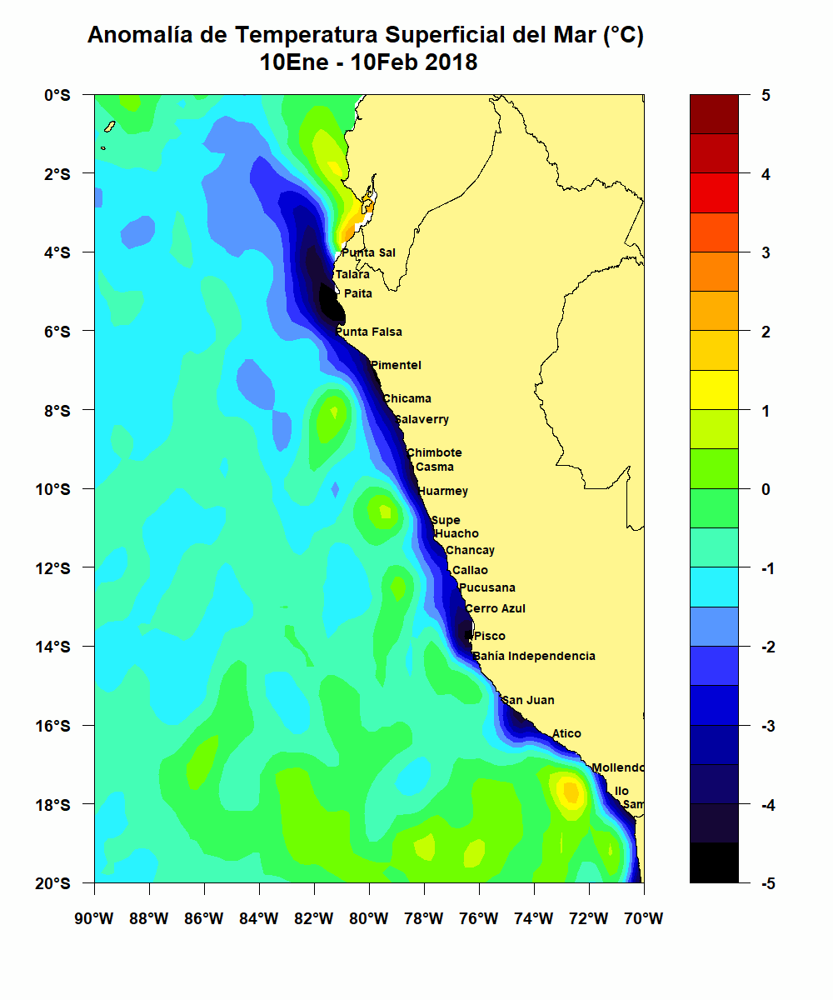 Anomalía de Temperatura Superficial del Mar (°C)
10Ene - 10Feb 2018
0°S
2°S
4°S
6°S
8°S
10°S
12°S
14°S
16°S
18°S
20°S
Punta Sal
Talara
Paita
Punta Falsa
Pimentel
Chicama
Salaverry
Chimbote
Casma
Huarmey
Supe
Huacho
Chancay
Callao
Pucusana
Cerro Azul
Pisco
Bahía Independencia
San Juan
Atico
Mollendo
Ilo
Sam
90°W 88°W 86°W 84°W 82°W 80°W 78°W 76°W 74°W 72°W 70°W
5
4
3
2
1
0
-1
-2
-3
-4
-5